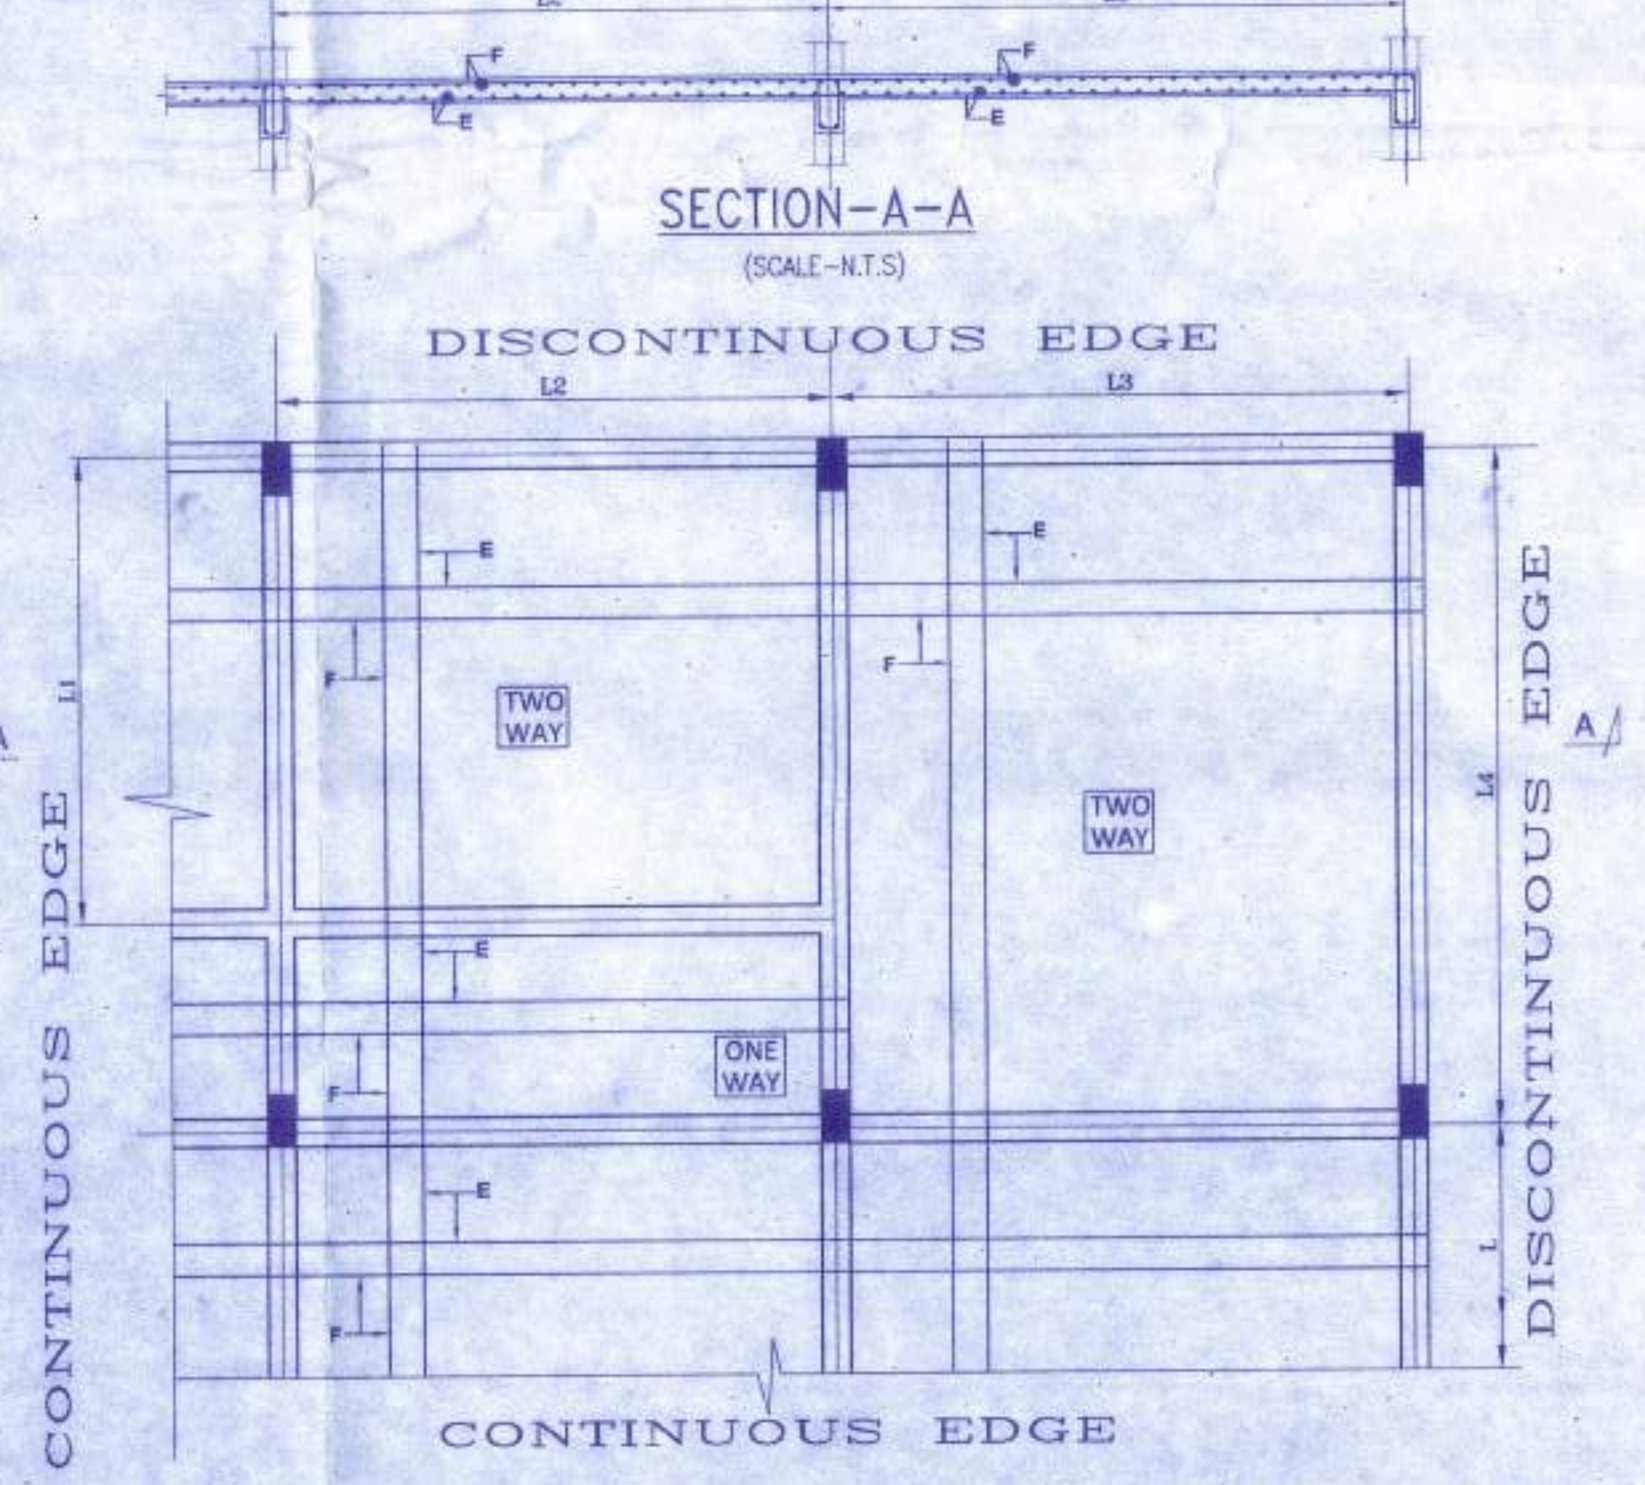 F
F
E
E
SECTION-A-A
(SCALE-N.T.S)
DISCONTINUOUS EDGE
L2
L3
E
E
F
F
TWO
WAY
L1
TWO
WAY
A
L4
DISCONTINUOUS EDGE
CONTINUOUS EDGE
E
ONE
WAY
F
E
L
F
CONTINUOUS EDGE